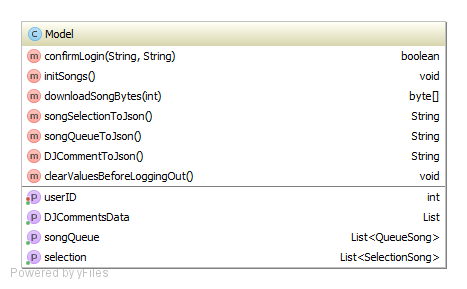 C Model
m confirmLogin(String, String) boolean
m initSongs() void
m downloadSongBytes(int) byte[]
m songSelectionToJson() String
m songQueueToJson() String
m DJCommentToJson() String
m clearValuesBeforeLoggingOut() void
P userID int
P DJCommentsData List
P songQueue List<QueueSong>
P selection List<SelectionSong>
Powered by yFiles